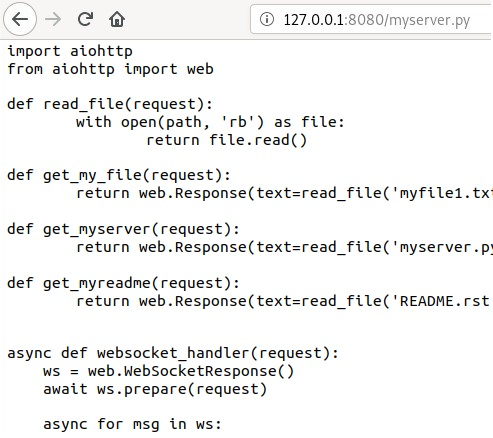 127.0.0.1:8080/myserver.py
import aiohttp
from aiohttp import web
def read_file(request):
with open(path, 'rb') as file:
return file.read()
def get_my_file(request):
return web.Response(text=read_file('myfile1.txt
def get_myserver(request):
return web.Response(text=read_file('myserver.py
def get_myreadme(request):
return web.Response(text=read_file('README.rst
async def websocket_handler(request):
ws = web.WebSocketResponse()
await ws.prepare(request)
async for msg in ws: